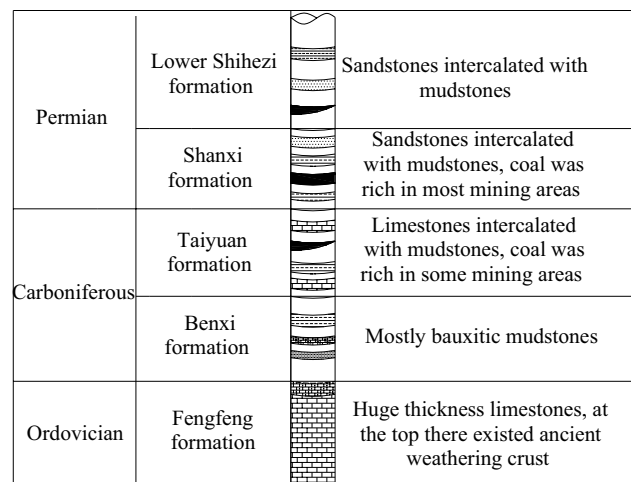 Permian
Lower Shihezi
formation
Sandstones intercalated with
mudstones
Shanxi
formation
Sandstones intercalated
with mudstones, coal was
rich in most mining areas
Carboniferous
Taiyuan
formation
Limestones intercalated
with mudstones, coal was
rich in some mining areas
Benxi
formation
Mostly bauxitic mudstones
Ordovician
Fengfeng
formation
Huge thickness limestones, at
the top there existed ancient
weathering crust